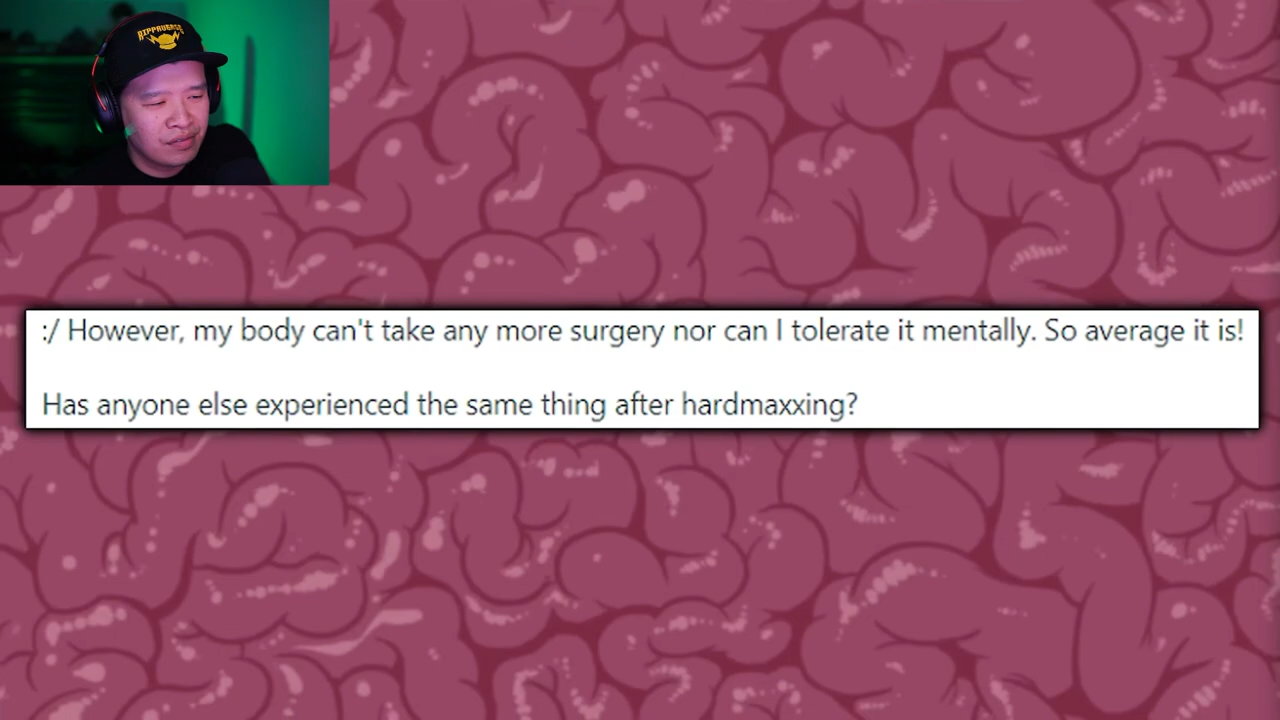 RIPPAVERSE
:/ However, my body can't take any more surgery nor can I tolerate it mentally. So average it is!
Has anyone else experienced the same thing after hardmaxxing?